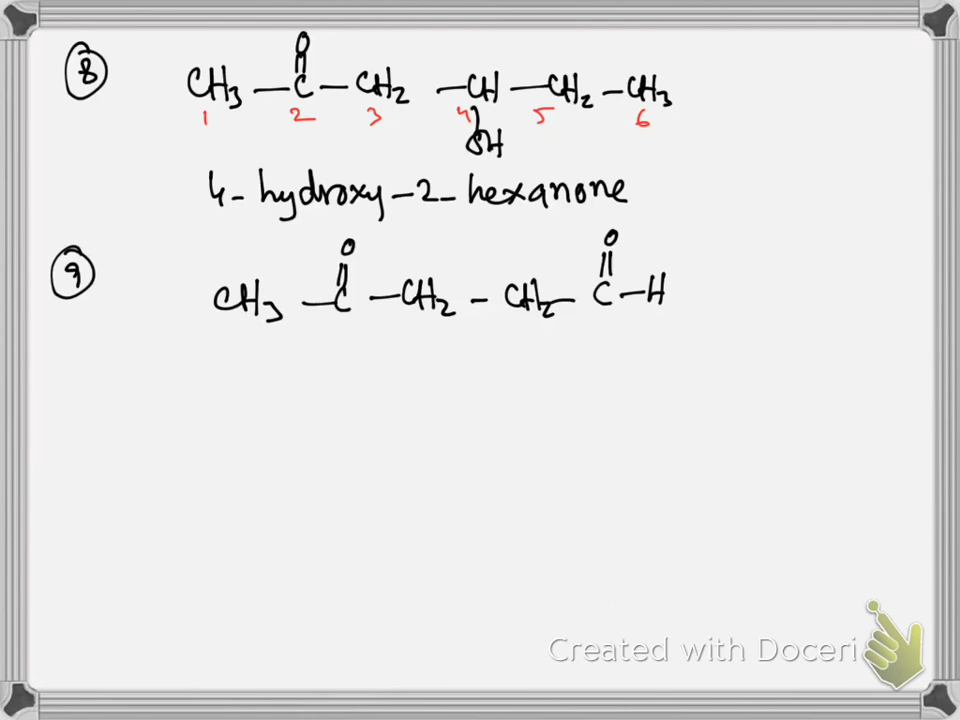 8
O
CH3 — C — CH2 — CH — CH2 — CH3
1 2 3 4 5 6
OH
4- hydroxy -2- hexanone
9
O O
CH3 — C — CH2 — CH2 — C — H
Created with Doceri